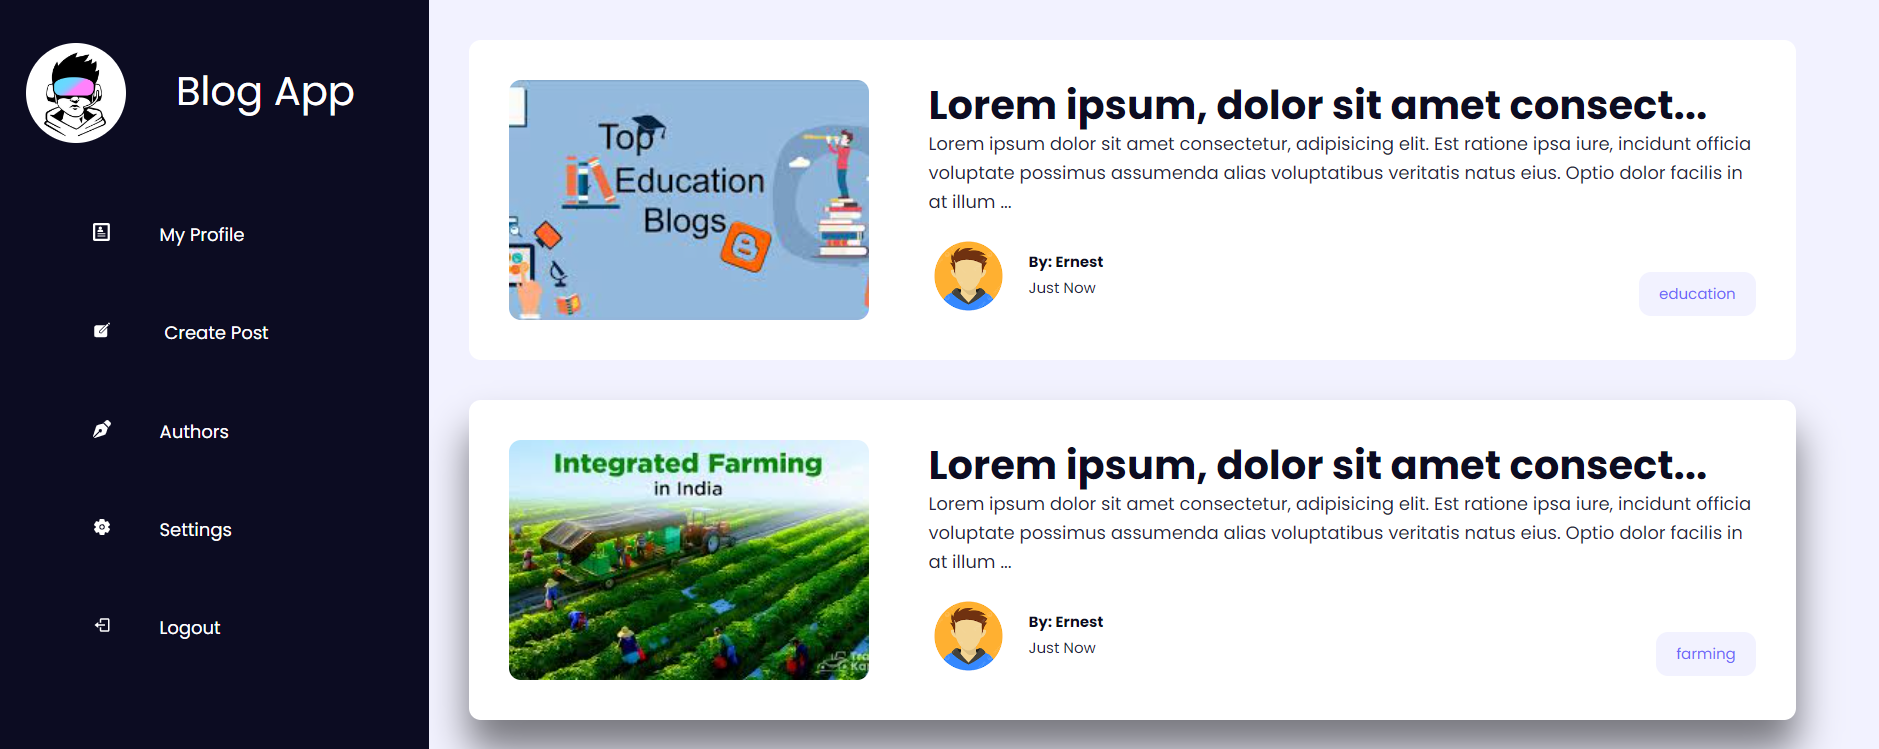 Blog App
My Profile
Create Post
Authors
Settings
Logout
Top
Education
Blogs
Lorem ipsum, dolor sit amet consect...
Lorem ipsum dolor sit amet consectetur, adipisicing elit. Est ratione ipsa iure, incidunt officia
voluptate possimus assumenda alias voluptatibus veritatis natus eius. Optio dolor facilis in
at illum ...
By: Ernest
Just Now
education
Integrated Farming
in India
Lorem ipsum, dolor sit amet consect...
Lorem ipsum dolor sit amet consectetur, adipisicing elit. Est ratione ipsa iure, incidunt officia
voluptate possimus assumenda alias voluptatibus veritatis natus eius. Optio dolor facilis in
at illum ...
By: Ernest
Just Now
farming